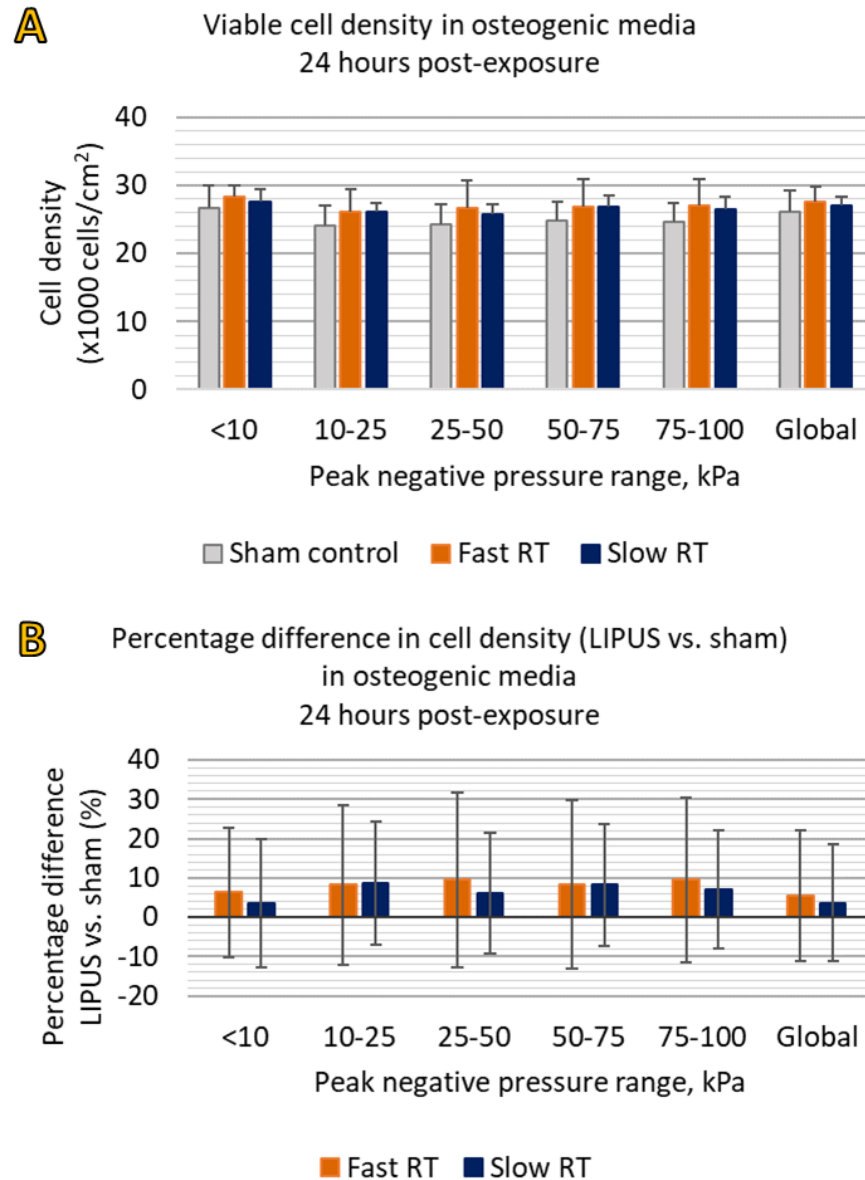 A
Viable cell density in osteogenic media
24 hours post-exposure
Cell density
(x1000 cells/cm²)
40
30
20
10
0
<10 10-25 25-50 50-75 75-100 Global
Peak negative pressure range, kPa
Sham control Fast RT Slow RT
B
Percentage difference in cell density (LIPUS vs. sham)
in osteogenic media
24 hours post-exposure
Percentage difference
LIPUS vs. sham (%)
40
30
20
10
0
-10
-20
<10 10-25 25-50 50-75 75-100 Global
Peak negative pressure range, kPa
Fast RT Slow RT